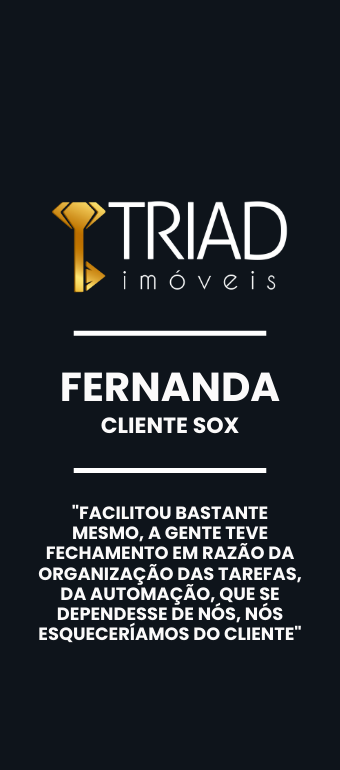 TRIAD
imóveis
FERNANDA
CLIENTE SOX
"FACILITOU BASTANTE
MESMO, A GENTE TEVE
FECHAMENTO EM RAZÃO DA
ORGANIZAÇÃO DAS TAREFAS,
DA AUTOMAÇÃO, QUE SE
DEPENDESSE DE NÓS, NÓS
ESQUECERÍAMOS DO CLIENTE"